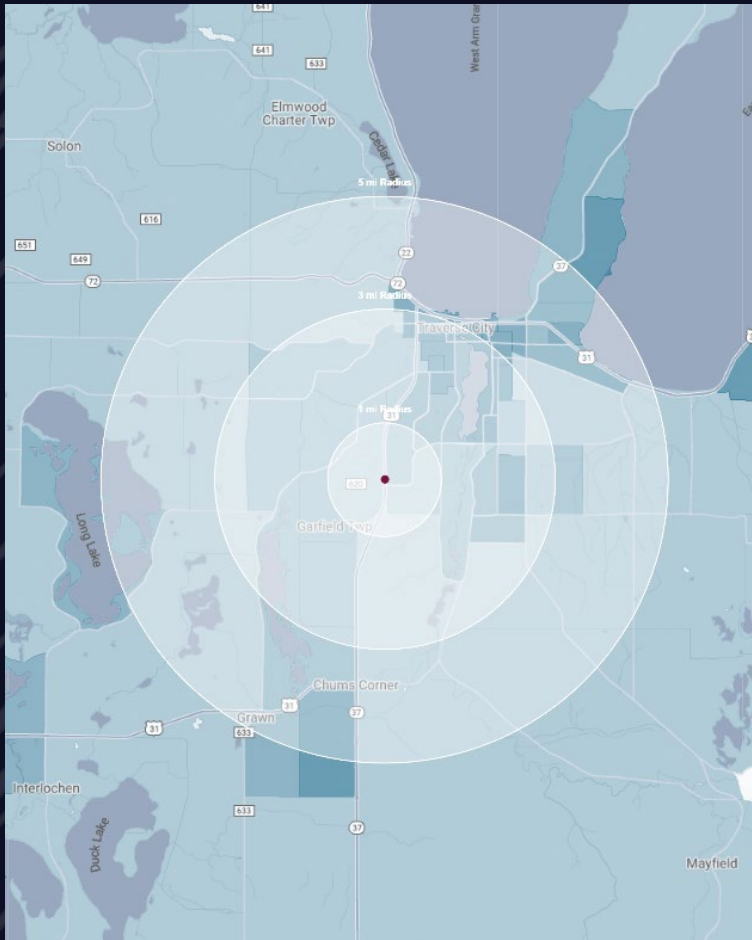 641
641
633
West Arm Gran
Elmwood
Charter Twp
Cedar Lake
Solon
5 mi Radius
616
651
649
72
22
37
72
3 mi Radius
Traverse City
31
1 mi Radius
31
620
Garfield Twp
Long Lake
Chums Corner
31
37
Grawn
31
633
Interlochen
633
37
Duck Lake
Mayfield